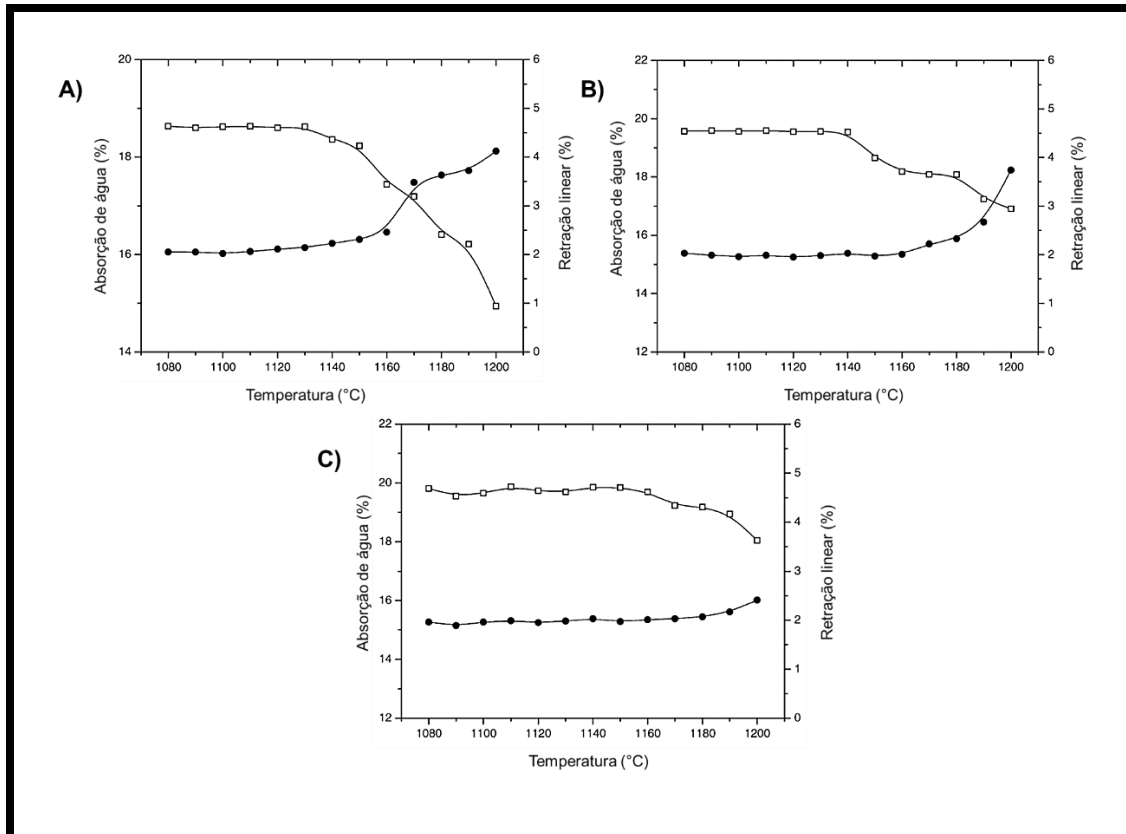 A)
20
18
16
14
Absorção de água (%)
6
5
4
3
2
1
0
Retração linear (%)
1080 1100 1120 1140 1160 1180 1200
Temperatura (°C)
B)
22
20
18
16
14
12
Absorção de água (%)
6
5
4
3
2
1
0
Retração linear (%)
1080 1100 1120 1140 1160 1180 1200
Temperatura (°C)
C)
22
20
18
16
14
12
Absorção de água (%)
6
5
4
3
2
1
0
Retração linear (%)
1080 1100 1120 1140 1160 1180 1200
Temperatura (°C)